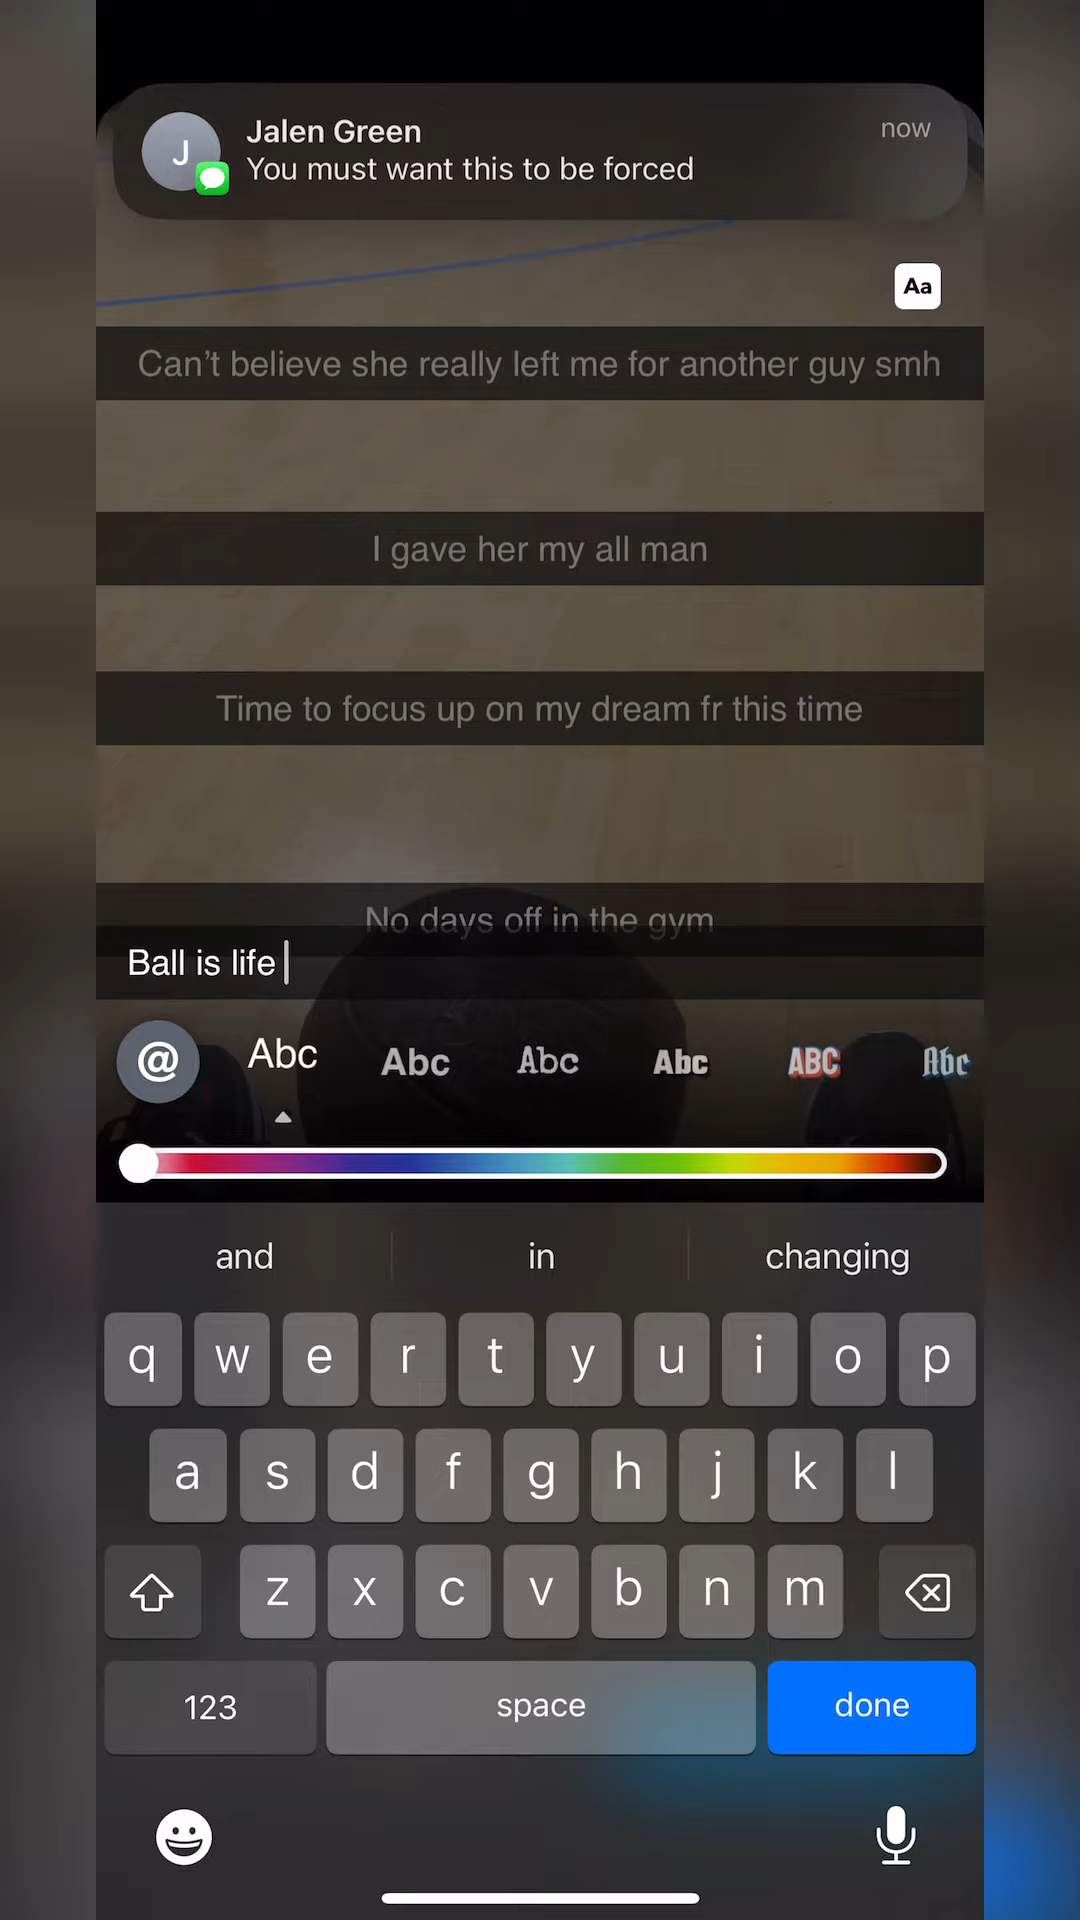 Jalen Green
now
You must want this to be forced
J
Aa
Can't believe she really left me for another guy smh
I gave her my all man
Time to focus up on my dream fr this time
No days off in the gym
Ball is life
@ Abc Abc Abc Abc ABC Abc
and in changing
q w e r t y u i o p
a s d f g h j k l
z x c v b n m
123 space done